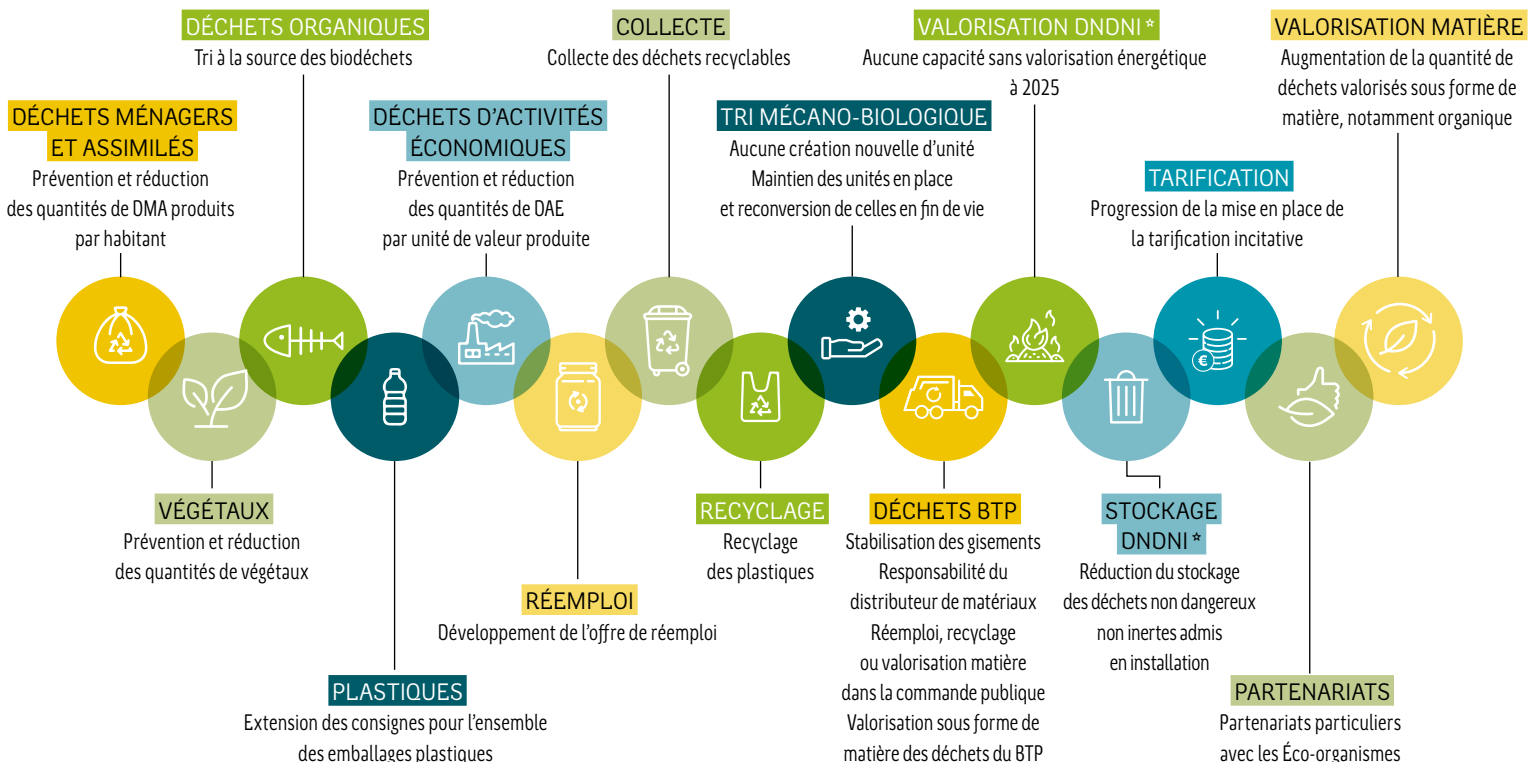 DÉCHETS ORGANIQUES
Tri à la source des biodéchets
COLLECTE
Collecte des déchets recyclables
VALORISATION DNDNI *
Aucune capacité sans valorisation énergétique
à 2025
VALORISATION MATIÈRE
Augmentation de la quantité de
déchets valorisés sous forme de
matière, notamment organique
DÉCHETS MÉNAGERS
ET ASSIMILÉS
Prévention et réduction
des quantités de DMA produits
par habitant
DÉCHETS D'ACTIVITÉS
ÉCONOMIQUES
Prévention et réduction
des quantités de DAE
par unité de valeur produite
TRI MÉCANO-BIOLOGIQUE
Aucune création nouvelle d'unité
Maintien des unités en place
et reconversion de celles en fin de vie
TARIFICATION
Progression de la mise en place de
la tarification incitative
€
VÉGÉTAUX
Prévention et réduction
des quantités de végétaux
PLASTIQUES
Extension des consignes pour l'ensemble
des emballages plastiques
RÉEMPLOI
Développement de l'offre de réemploi
RECYCLAGE
Recyclage
des plastiques
DÉCHETS BTP
Stabilisation des gisements
Responsabilité du
distributeur de matériaux
Réemploi, recyclage
ou valorisation matière
dans la commande publique
Valorisation sous forme de
matière des déchets du BTP
STOCKAGE
DNDNI *
Réduction du stockage
des déchets non dangereux
non inertes admis
en installation
PARTENARIATS
Partenariats particuliers
avec les Éco-organismes